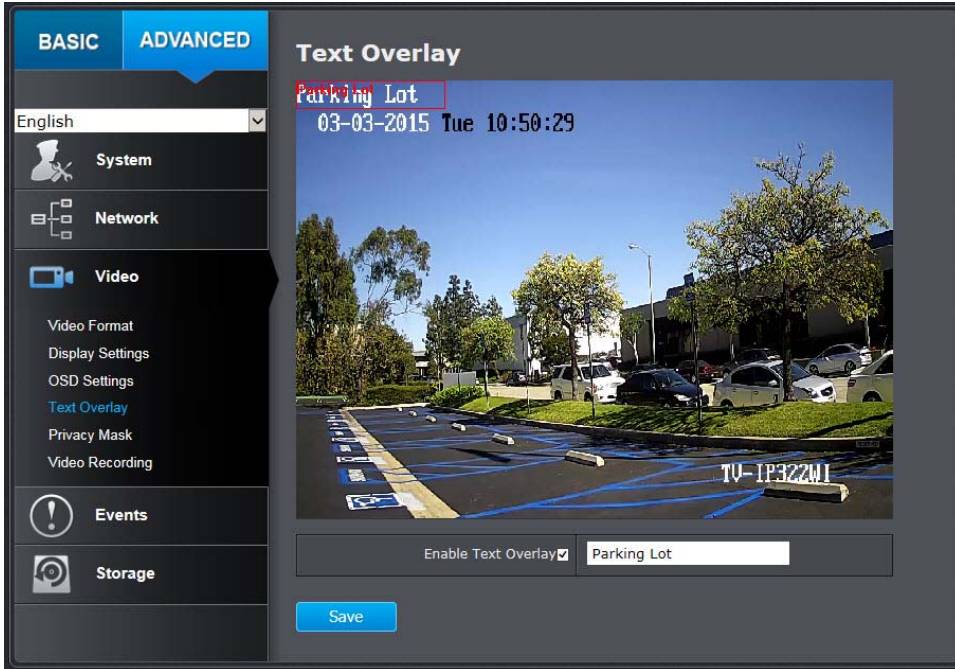 BASIC
ADVANCED
English
System
Network
Video
Video Format
Display Settings
OSD Settings
Text Overlay
Privacy Mask
Video Recording
Events
Storage
Text Overlay
Parking Lot
Parking Lot
03-03-2015 Tue 10:50:29
TV-IP322WI
Enable Text Overlay
Parking Lot
Save